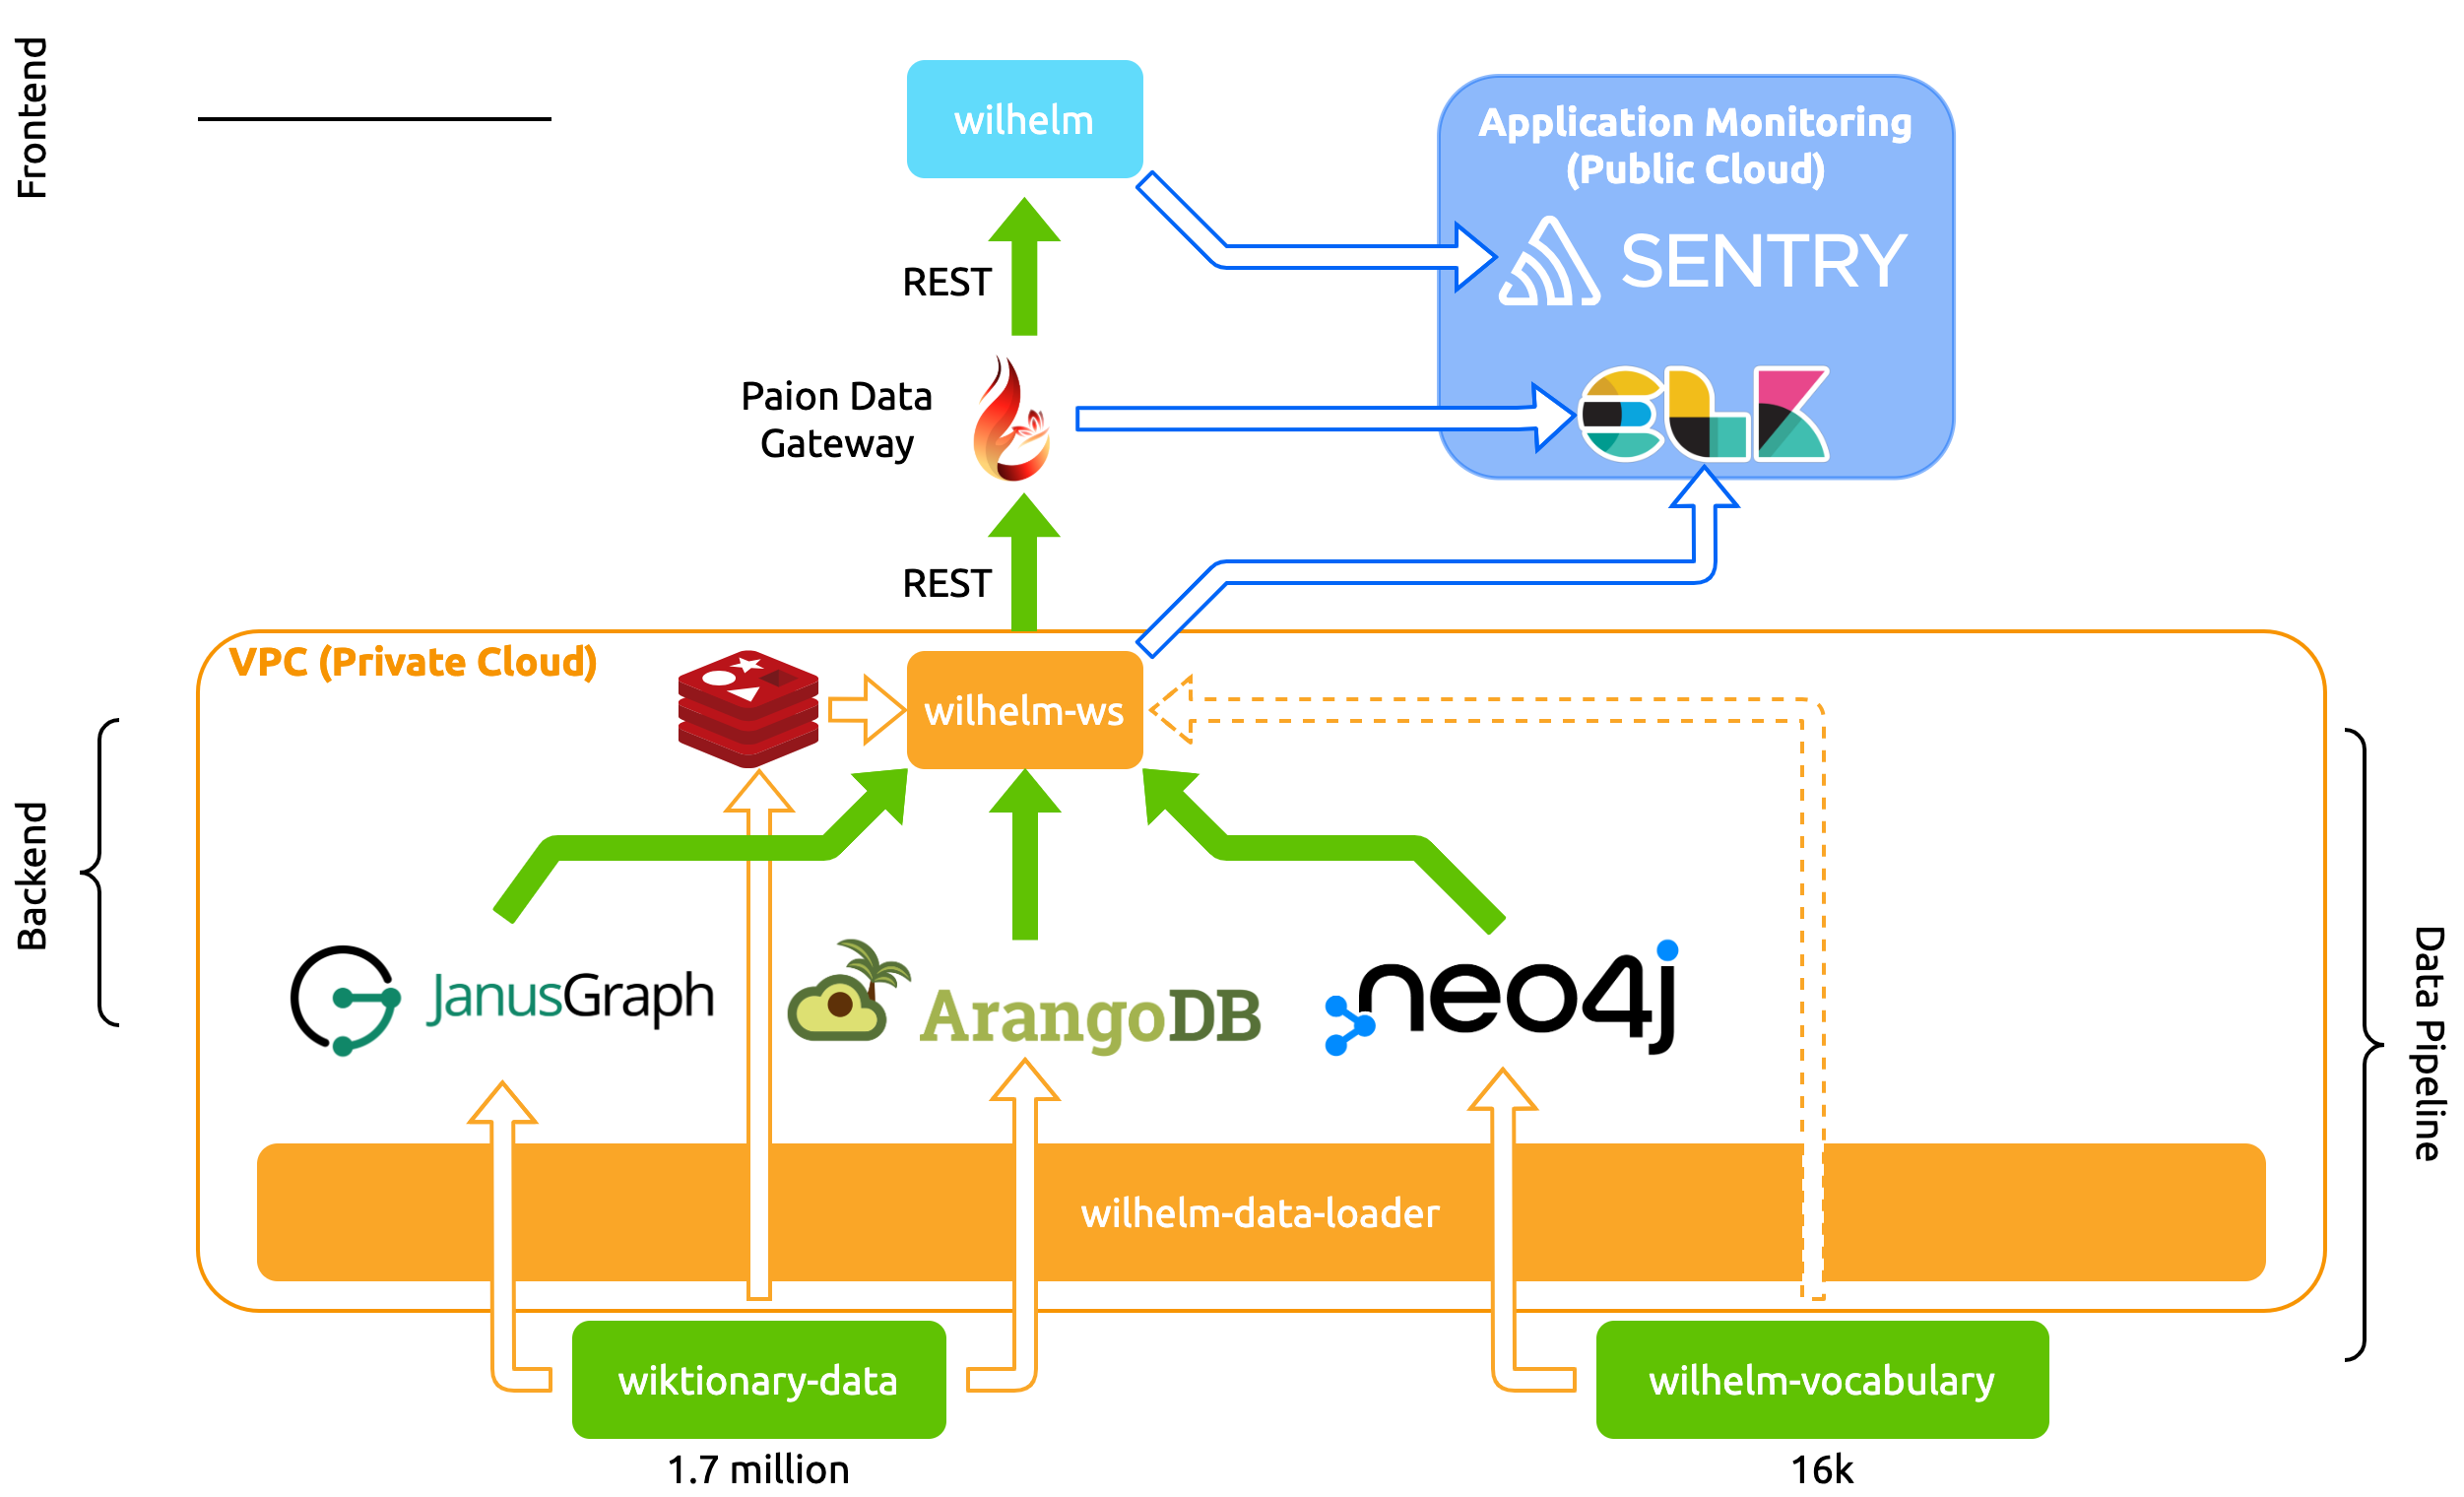 Frontend
wilhelm
Application Monitoring
(Public Cloud)
SENTRY
REST
Paion Data
Gateway
ELK
REST
VPC (Private Cloud)
wilhelm-ws
Backend
JanusGraph
ArangoDB
neo4j
Data Pipeline
wilhelm-data-loader
wiktionary-data
wilhelm-vocabulary
1.7 million
16k